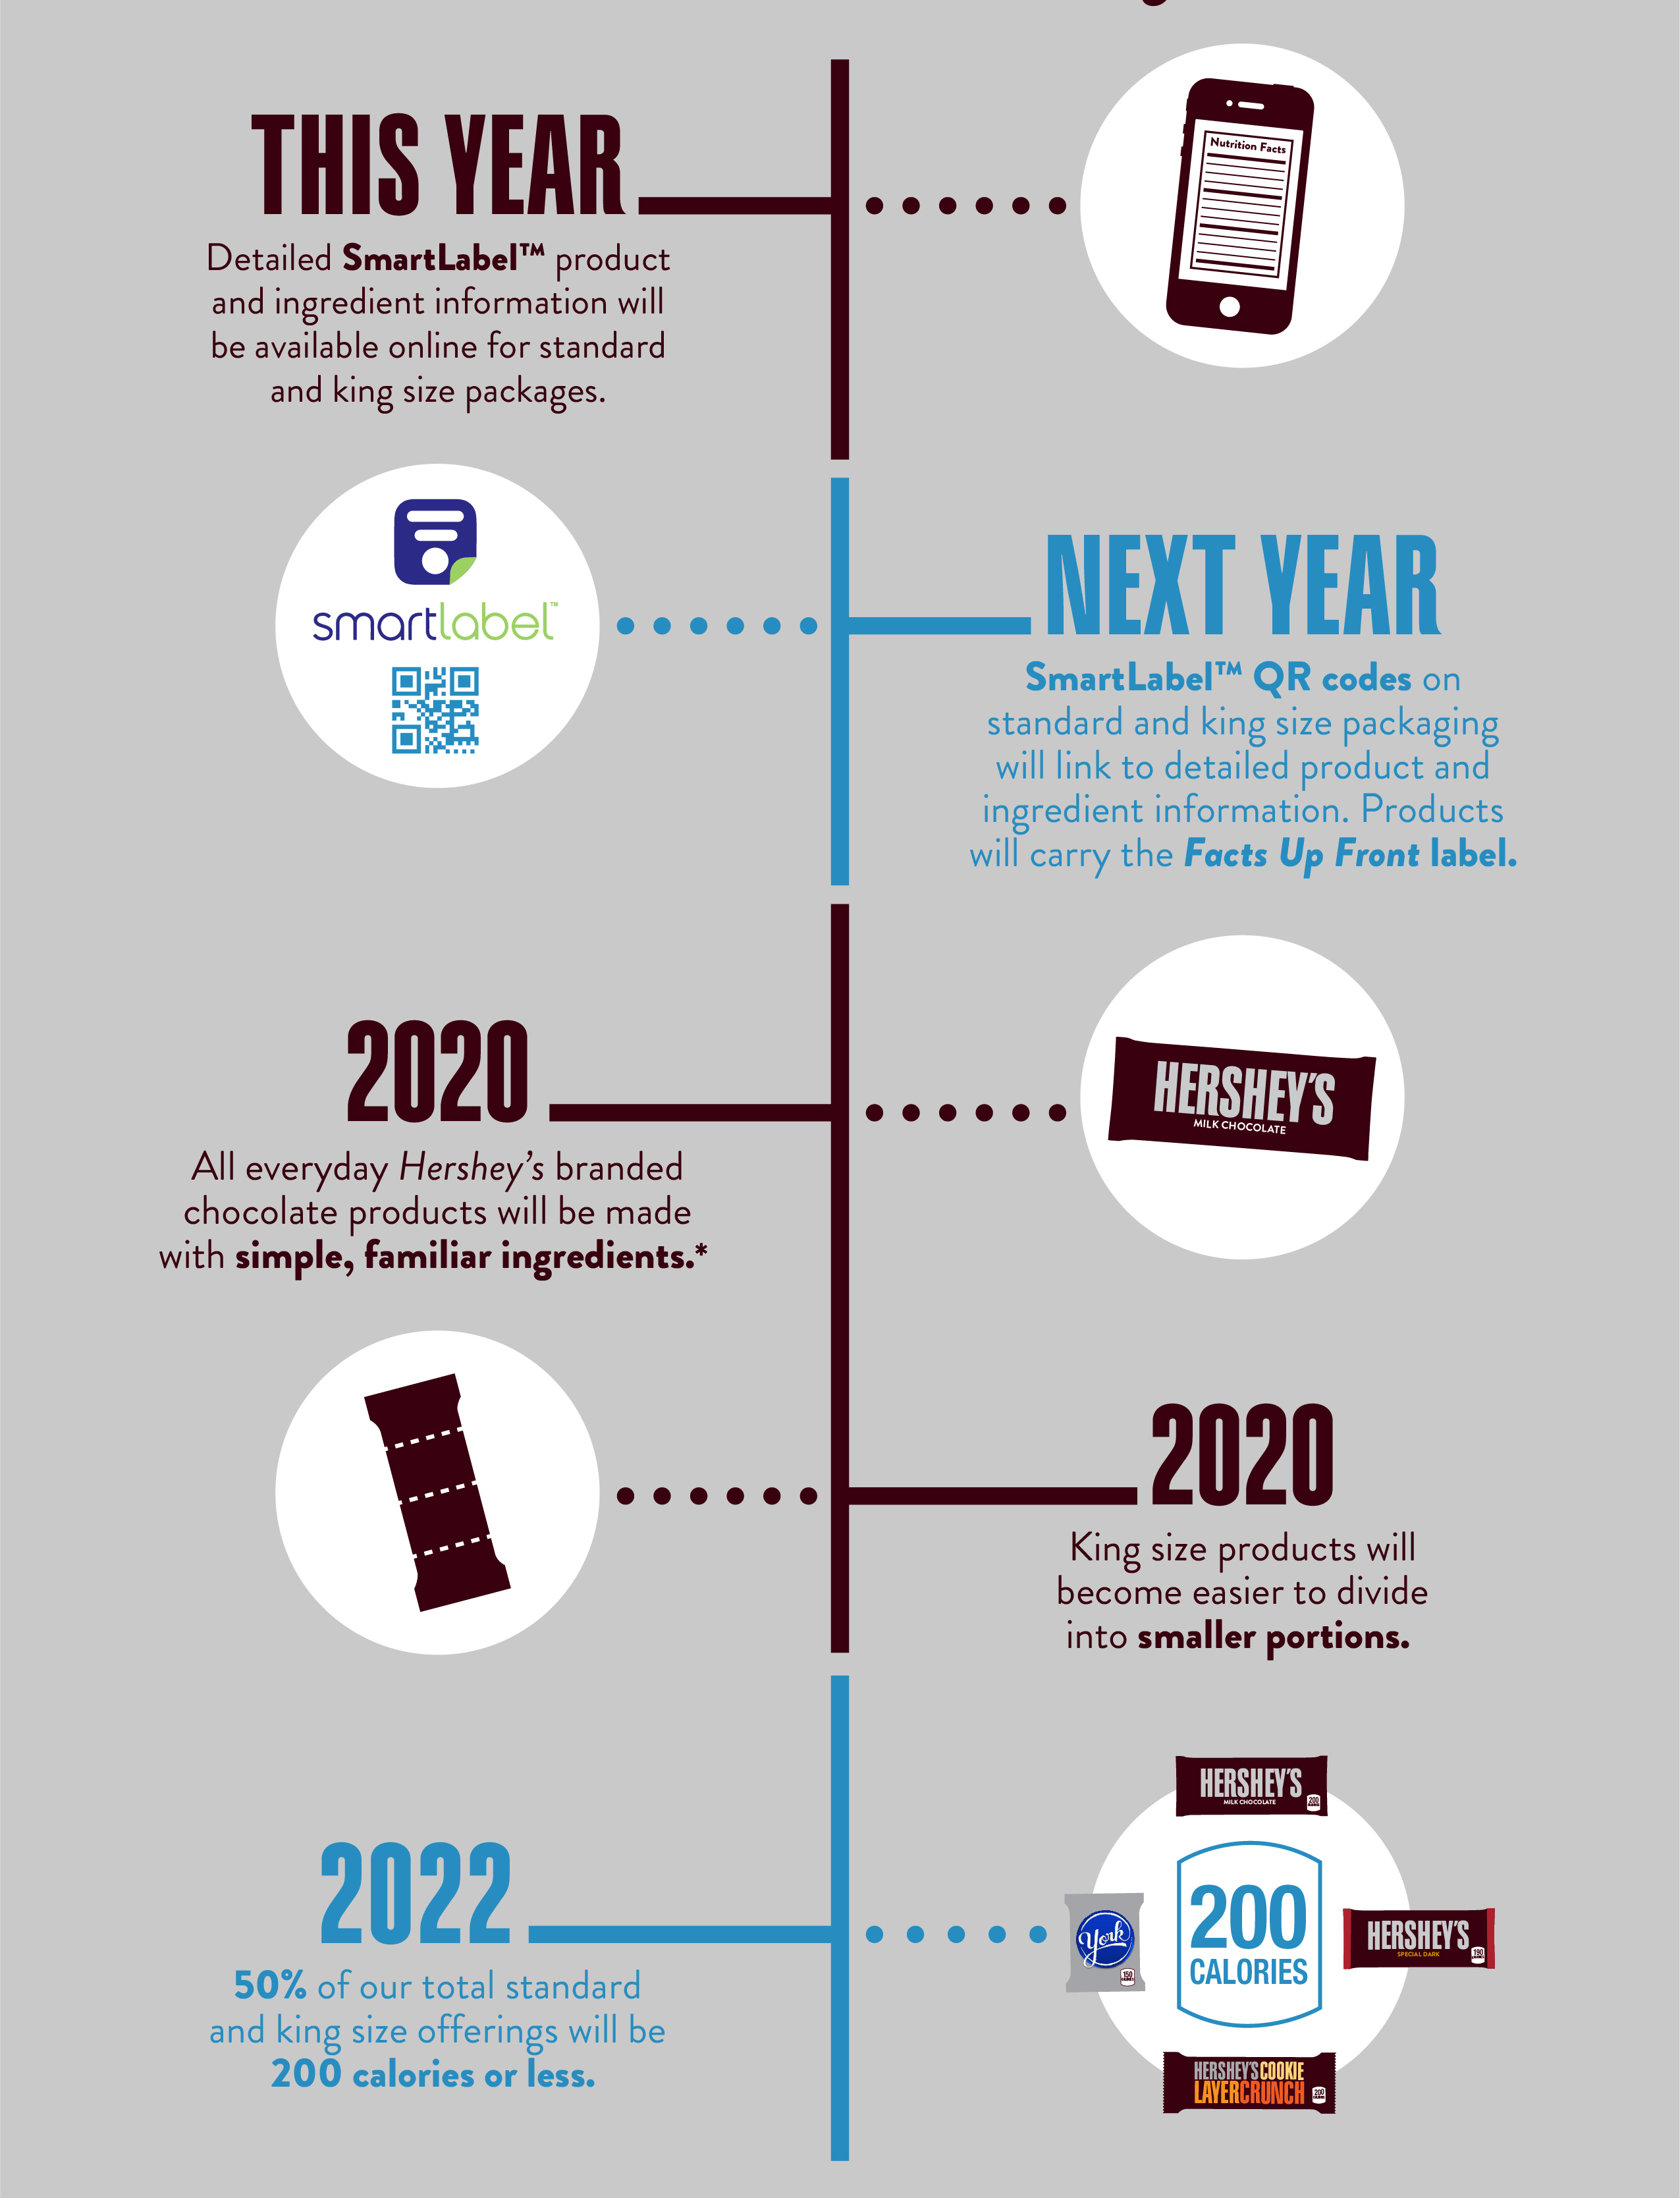 THIS YEAR
Detailed SmartLabel™ product
and ingredient information will
be available online for standard
and king size packages.
Nutrition Facts
smartlabel™
NEXT YEAR
SmartLabel™ QR codes on
standard and king size packaging
will link to detailed product and
ingredient information. Products
will carry the Facts Up Front label.
2020
All everyday Hershey's branded
chocolate products will be made
with simple, familiar ingredients.*
HERSHEY'S
MILK CHOCOLATE
2020
King size products will
become easier to divide
into smaller portions.
2022
50% of our total standard
and king size offerings will be
200 calories or less.
HERSHEY'S
MILK CHOCOLATE
200
York
150
200
CALORIES
HERSHEY'S
SPECIAL DARK
190
HERSHEY'S COOKIE
LAYER CRUNCH
200